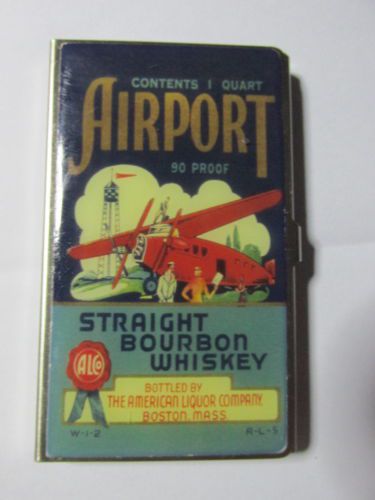 CONTENTS 1 QUART
AIRPORT
90 PROOF
STRAIGHT
BOURBON
WHISKEY
ALCO
BOTTLED BY
THE AMERICAN LIQUOR COMPANY,
BOSTON, MASS.
W-1-2
R-L-5